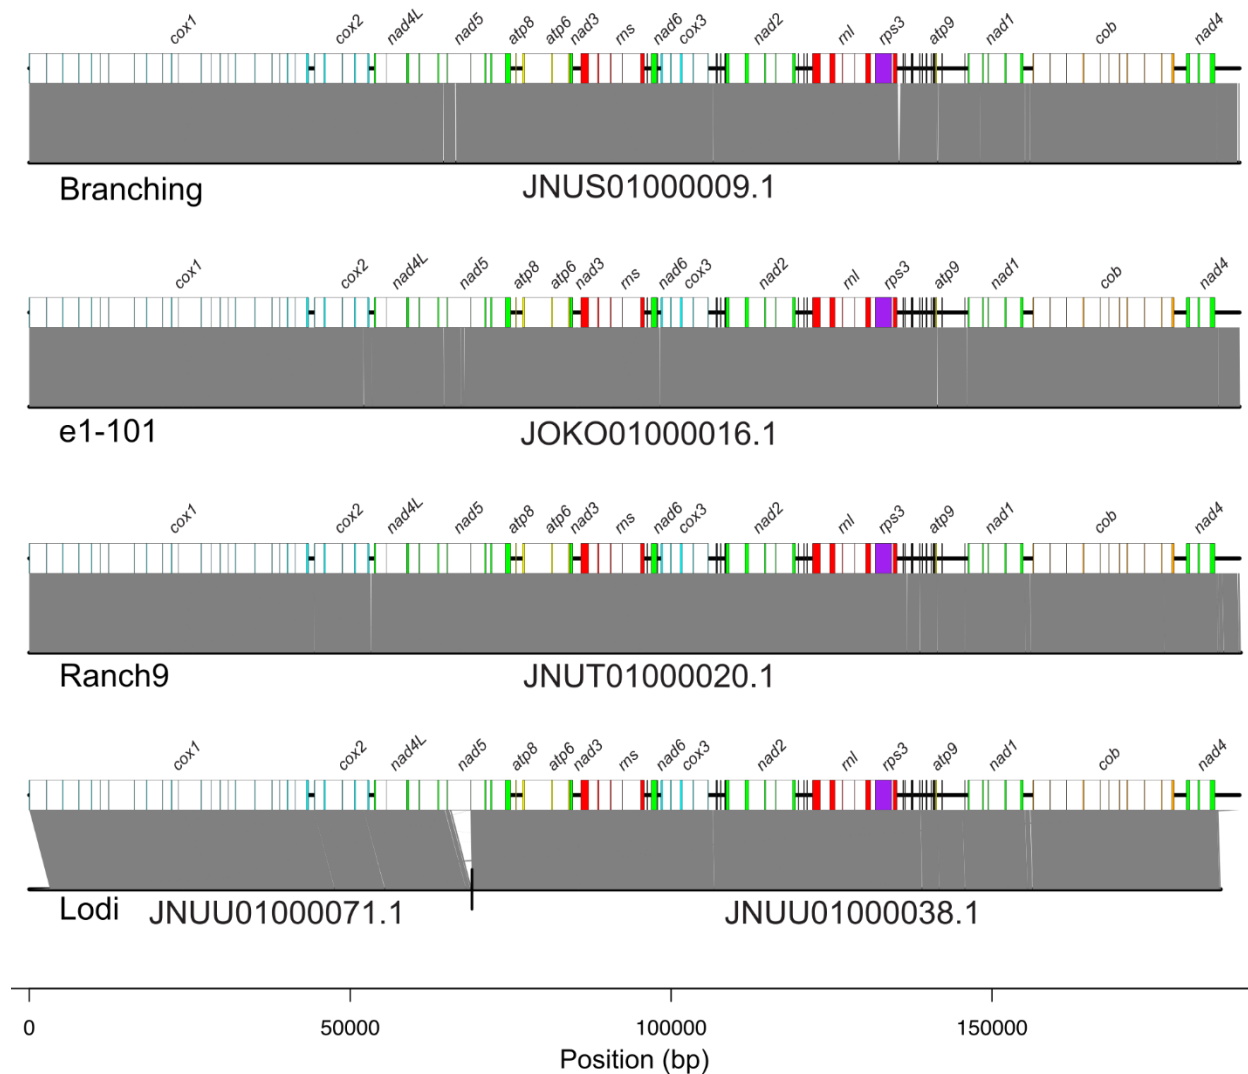 cox1 cox2 nad4L nad5 atp8 atp6 nad3 rns nad6 cox3 nad2 rnl rps3 atp9 nad1 cob nad4
Branching JNUS01000009.1
cox1 cox2 nad4L nad5 atp8 atp6 nad3 rns nad6 cox3 nad2 rnl rps3 atp9 nad1 cob nad4
e1-101 JOKO01000016.1
cox1 cox2 nad4L nad5 atp8 atp6 nad3 rns nad6 cox3 nad2 rnl rps3 atp9 nad1 cob nad4
Ranch9 JNUT01000020.1
cox1 cox2 nad4L nad5 atp8 atp6 nad3 rns nad6 cox3 nad2 rnl rps3 atp9 nad1 cob nad4
Lodi JNUU01000071.1 JNUU01000038.1
0 50000 100000 150000
Position (bp)